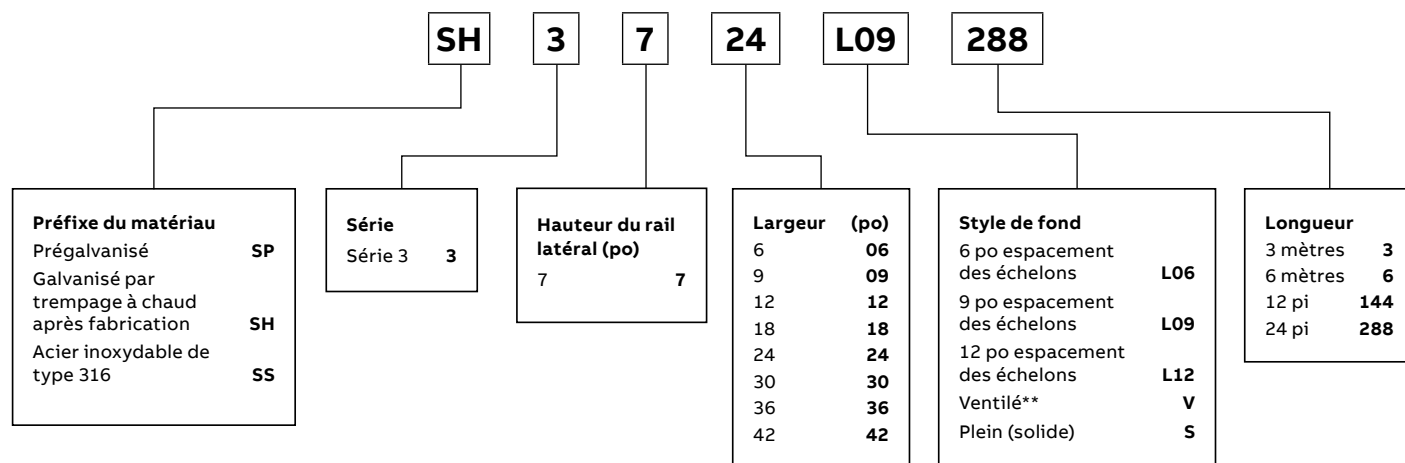 SH 3 7 24 L09 288
Préfixe du matériau
Prégalvanisé SP
Galvanisé par
trempage à chaud
après fabrication SH
Acier inoxydable de
type 316 SS
Série
Série 3 3
Hauteur du rail
latéral (po)
7 7
Largeur (po)
6 06
9 09
12 12
18 18
24 24
30 30
36 36
42 42
Style de fond
6 po espacement
des échelons L06
9 po espacement
des échelons L09
12 po espacement
des échelons L12
Ventilé** V
Plein (solide) S
Longueur
3 mètres 3
6 mètres 6
12 pi 144
24 pi 288